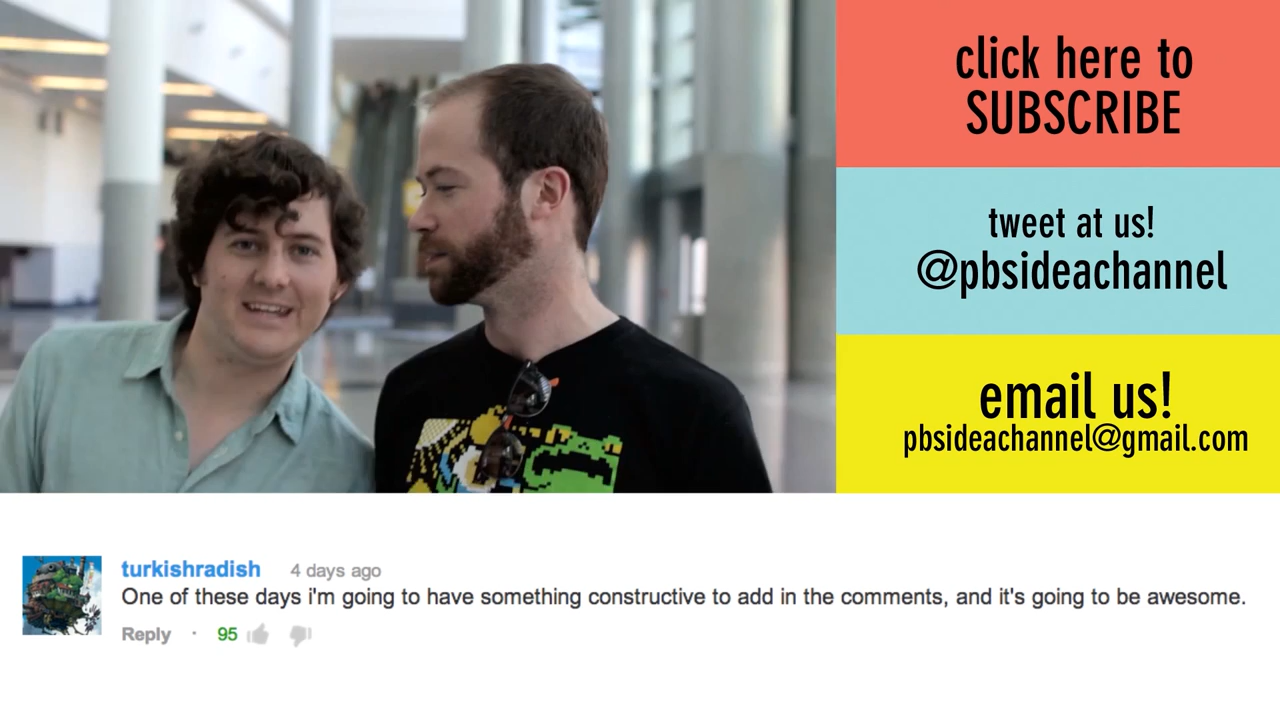 click here to
SUBSCRIBE
tweet at us!
@pbsideachannel
email us!
pbsideachannel@gmail.com
turkishradish 4 days ago
One of these days i'm going to have something constructive to add in the comments, and it's going to be awesome.
Reply · 95